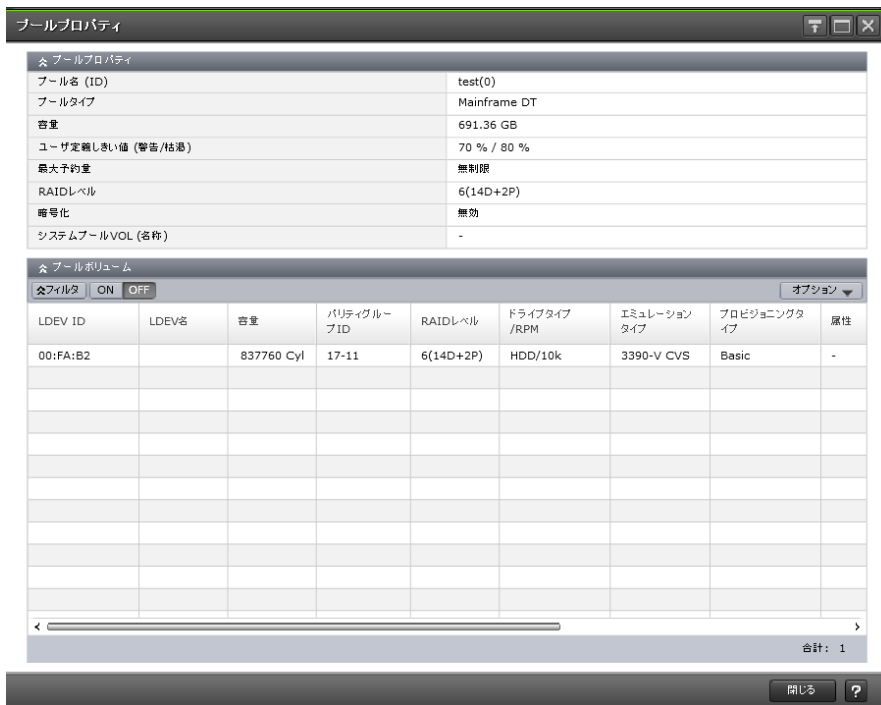 プールプロパティ
プールプロパティ
プール名 (ID) test(0)
プールタイプ Mainframe DT
容量 691.36 GB
ユーザ定義しきい値 (警告/枯渇) 70 % / 80 %
最大予約量 無制限
RAIDレベル 6(14D+2P)
暗号化 無効
システムプールVOL (名称) -
プールボリューム
フィルタ ON OFF オプション
LDEV ID LDEV名 容量 パリティグループID RAIDレベル ドライブタイプ/RPM エミュレーションタイプ プロビジョニングタイプ 属性
00:FA:B2 837760 Cyl 17-11 6(14D+2P) HDD/10k 3390-V CVS Basic -
合計: 1
閉じる ?